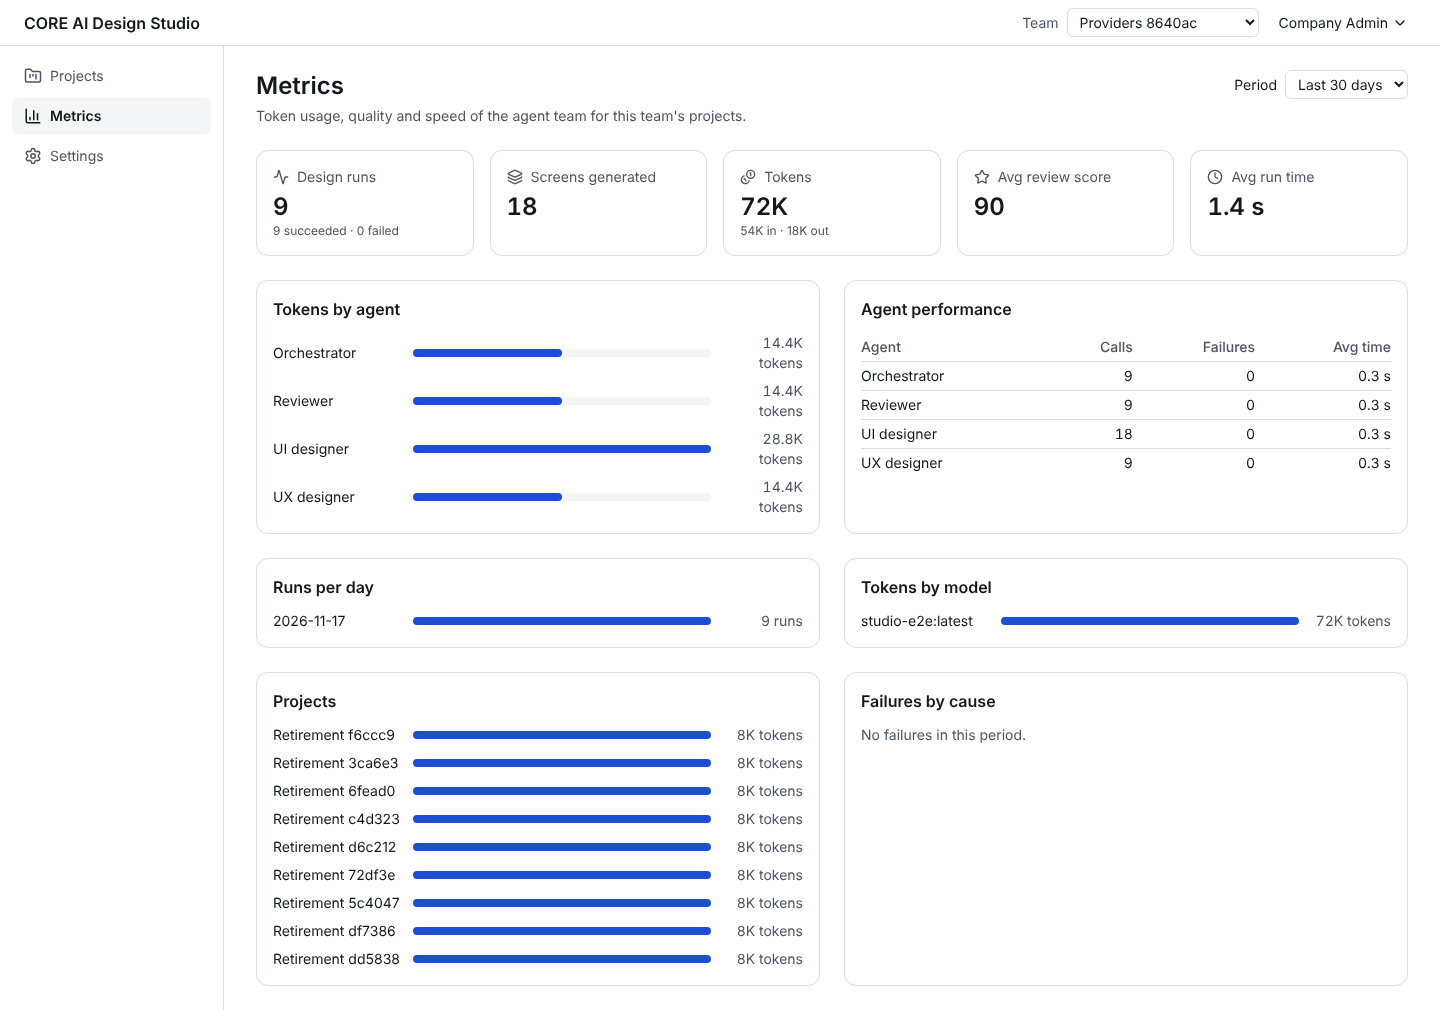 CORE AI Design Studio
Team
Providers 8640ac
Company Admin
Projects
Metrics
Settings
Metrics
Period
Last 30 days
Token usage, quality and speed of the agent team for this team's projects.
Design runs
9
9 succeeded · 0 failed
Screens generated
18
Tokens
72K
54K in · 18K out
Avg review score
90
Avg run time
1.4 s
Tokens by agent
Orchestrator
14.4K
tokens
Reviewer
14.4K
tokens
UI designer
28.8K
tokens
UX designer
14.4K
tokens
Agent performance
Agent Calls Failures Avg time
Orchestrator 9 0 0.3 s
Reviewer 9 0 0.3 s
UI designer 18 0 0.3 s
UX designer 9 0 0.3 s
Runs per day
2026-11-17 9 runs
Tokens by model
studio-e2e:latest 72K tokens
Projects
Retirement f6ccc9 8K tokens
Retirement 3ca6e3 8K tokens
Retirement 6fead0 8K tokens
Retirement c4d323 8K tokens
Retirement d6c212 8K tokens
Retirement 72df3e 8K tokens
Retirement 5c4047 8K tokens
Retirement df7386 8K tokens
Retirement dd5838 8K tokens
Failures by cause
No failures in this period.